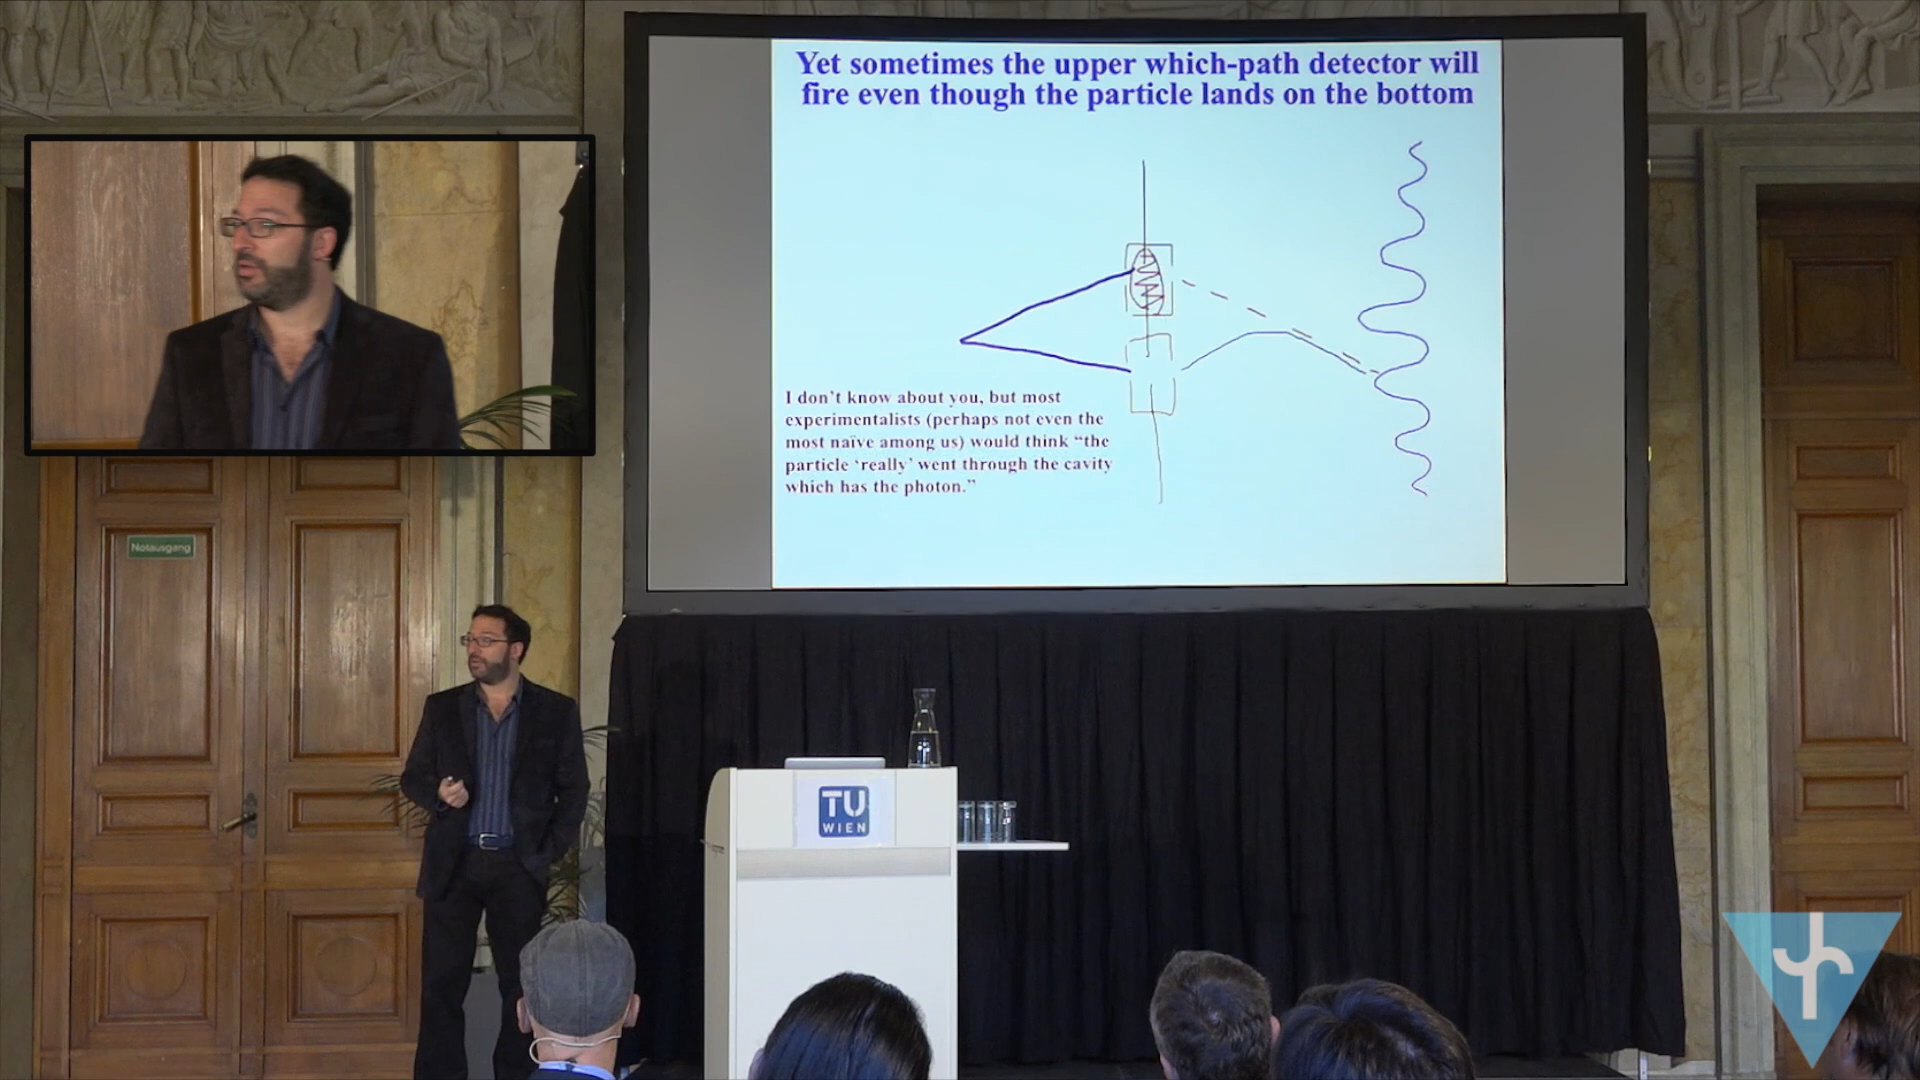 Yet sometimes the upper which-path detector will
fire even though the particle lands on the bottom
I don't know about you, but most
experimentalists (perhaps not even the
most naïve among us) would think “the
particle ‘really’ went through the cavity
which has the photon.”
Notausgang
TU
WIEN